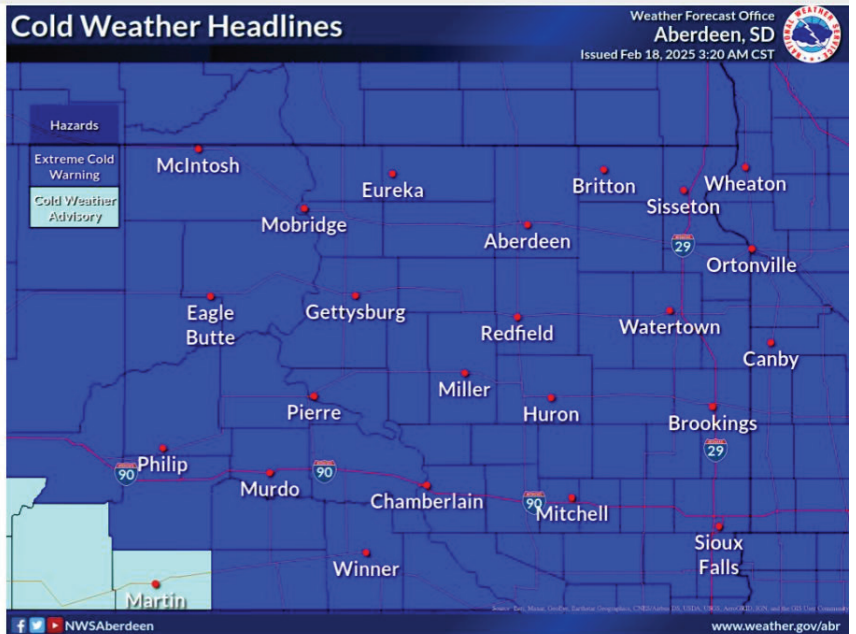 Cold Weather Headlines
Weather Forecast Office
Aberdeen, SD
Issued Feb 18, 2025 3:20 AM CST
NATIONAL WEATHER SERVICE
Hazards
Extreme Cold
Warning
Cold Weather
Advisory
McIntosh
Eureka
Britton
Wheaton
Sisseton
Mobridge
Aberdeen
29
Ortonville
Eagle
Butte
Gettysburg
Redfield
Watertown
Canby
Miller
Pierre
Huron
Brookings
29
Philip
90
90
Murdo
Chamberlain
90
Mitchell
Sioux
Falls
Winner
Martin
NWSAberdeen
www.weather.gov/abr